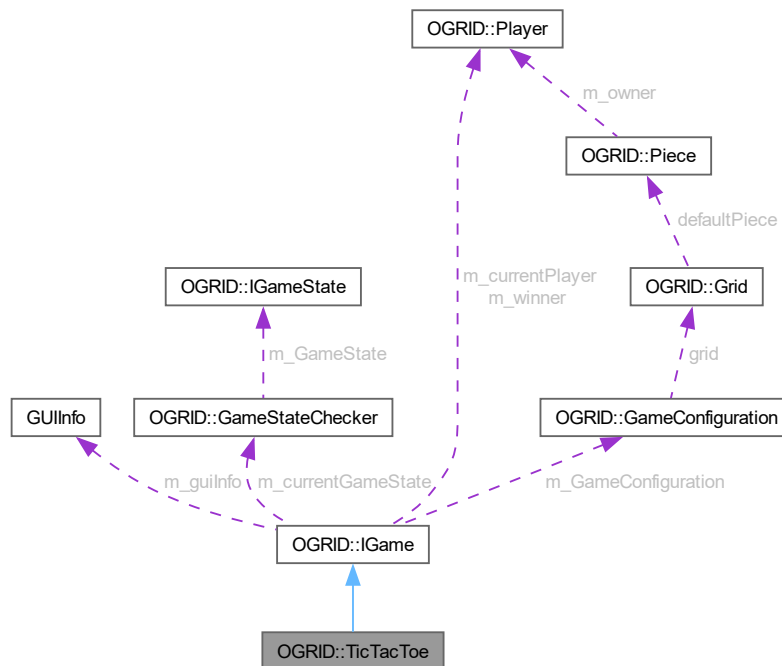 OGRID::Player
m_owner
OGRID::Piece
defaultPiece
m_currentPlayer
m_winner
OGRID::IGameState
OGRID::Grid
m_GameState
grid
GUIInfo
OGRID::GameStateChecker
OGRID::GameConfiguration
m_guiInfo
m_currentGameState
m_GameConfiguration
OGRID::IGame
OGRID::TicTacToe